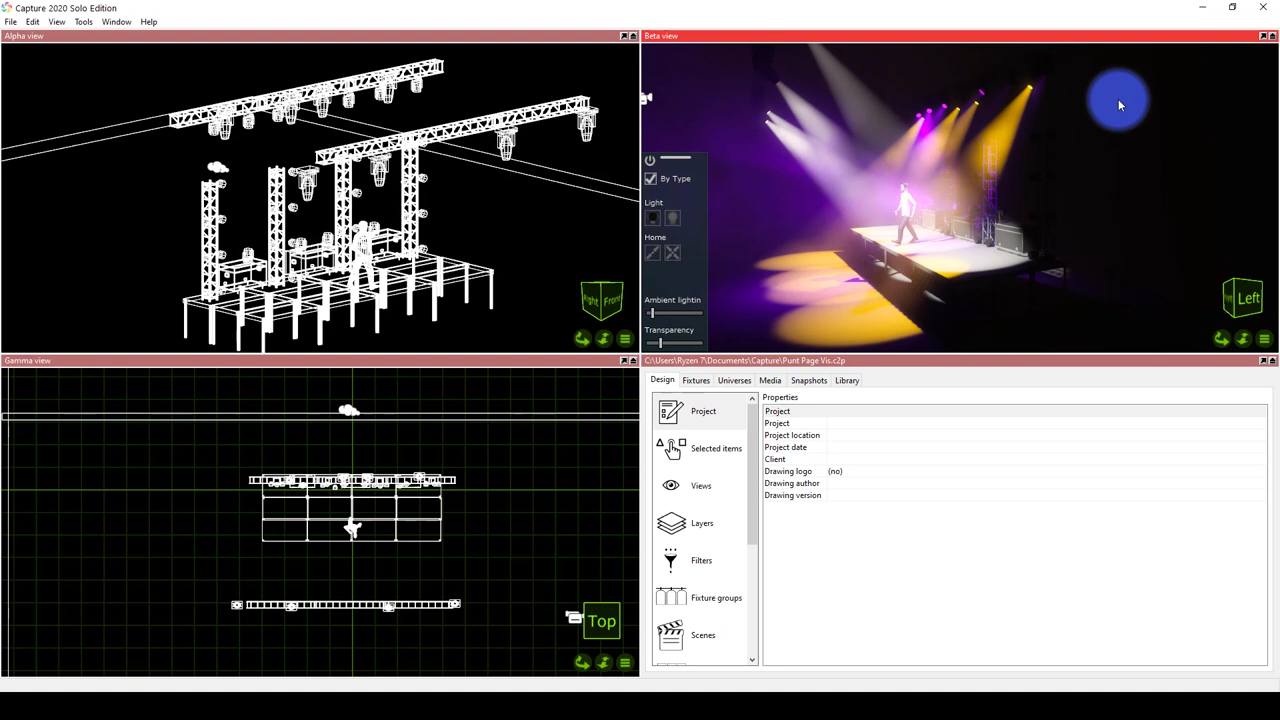 Capture 2020 Solo Edition
File Edit View Tools Window Help
Alpha view
Right Front
Beta view
By Type
Light
Home
Ambient lightin
Transparency
Left
Gamma view
Top
C:\Users\Ryzen 7\Documents\Capture\Punt Page Vis.c2p
Design Fixtures Universes Media Snapshots Library
Project
Selected items
Views
Layers
Filters
Fixture groups
Scenes
Properties
Project
Project
Project location
Project date
Client
Drawing logo (no)
Drawing author
Drawing version